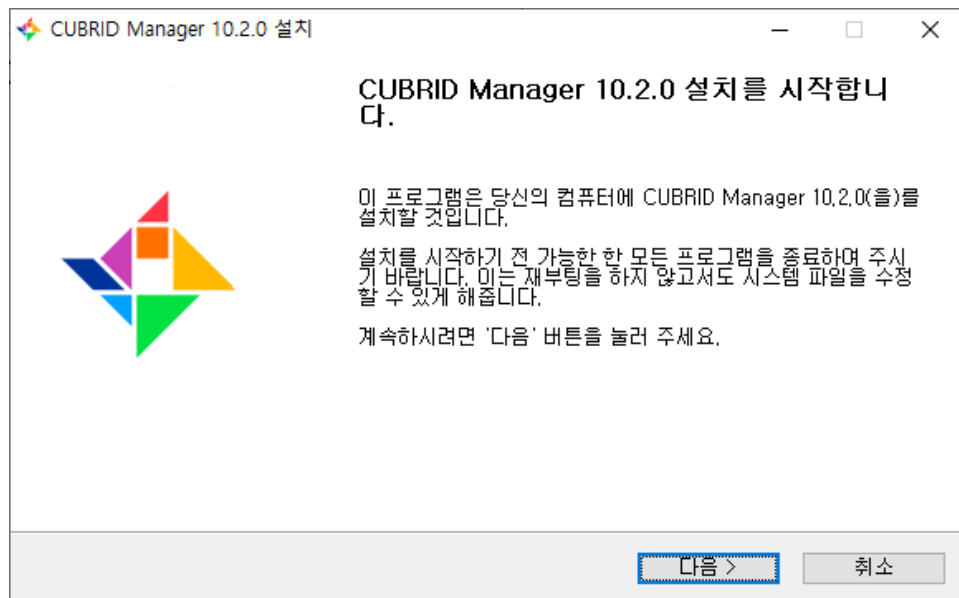 CUBRID Manager 10.2.0 설치
CUBRID Manager 10.2.0 설치를 시작합니
다.
이 프로그램은 당신의 컴퓨터에 CUBRID Manager 10.2.0(을)를
설치할 것입니다.
설치를 시작하기 전 가능한 한 모든 프로그램을 종료하며 주시
기 바랍니다. 이는 재부팅을 하지 않고서도 시스템 파일을 수정
할 수 있게 해줍니다.
계속하시려면 '다음' 버튼을 눌러 주세요.
다음 >
취소